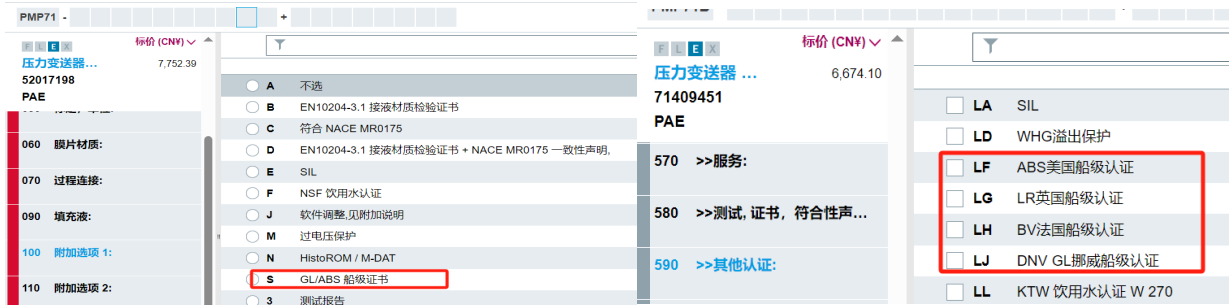 PMP71 - +
F L E X
标价 (CN¥)
压力变送器...
7,752.39
52017198
PAE
060 膜片材质:
070 过程连接:
090 填充液:
100 附加选项 1:
110 附加选项 2:
A 不选
B EN10204-3.1 接液材质检验证书
C 符合 NACE MR0175
D EN10204-3.1 接液材质检验证书 + NACE MR0175 一致性声明,
E SIL
F NSF 饮用水认证
J 软件调整,见附加说明
M 过电压保护
N HistoROM / M-DAT
S GL/ABS 船级证书
3 测试报告
F L E X
标价 (CN¥)
压力变送器 ...
6,674.10
71409451
PAE
570 >>服务:
580 >>测试, 证书，符合性声...
590 >>其他认证:
LA SIL
LD WHG溢出保护
LF ABS美国船级认证
LG LR英国船级认证
LH BV法国船级认证
LJ DNV GL挪威船级认证
LL KTW 饮用水认证 W 270